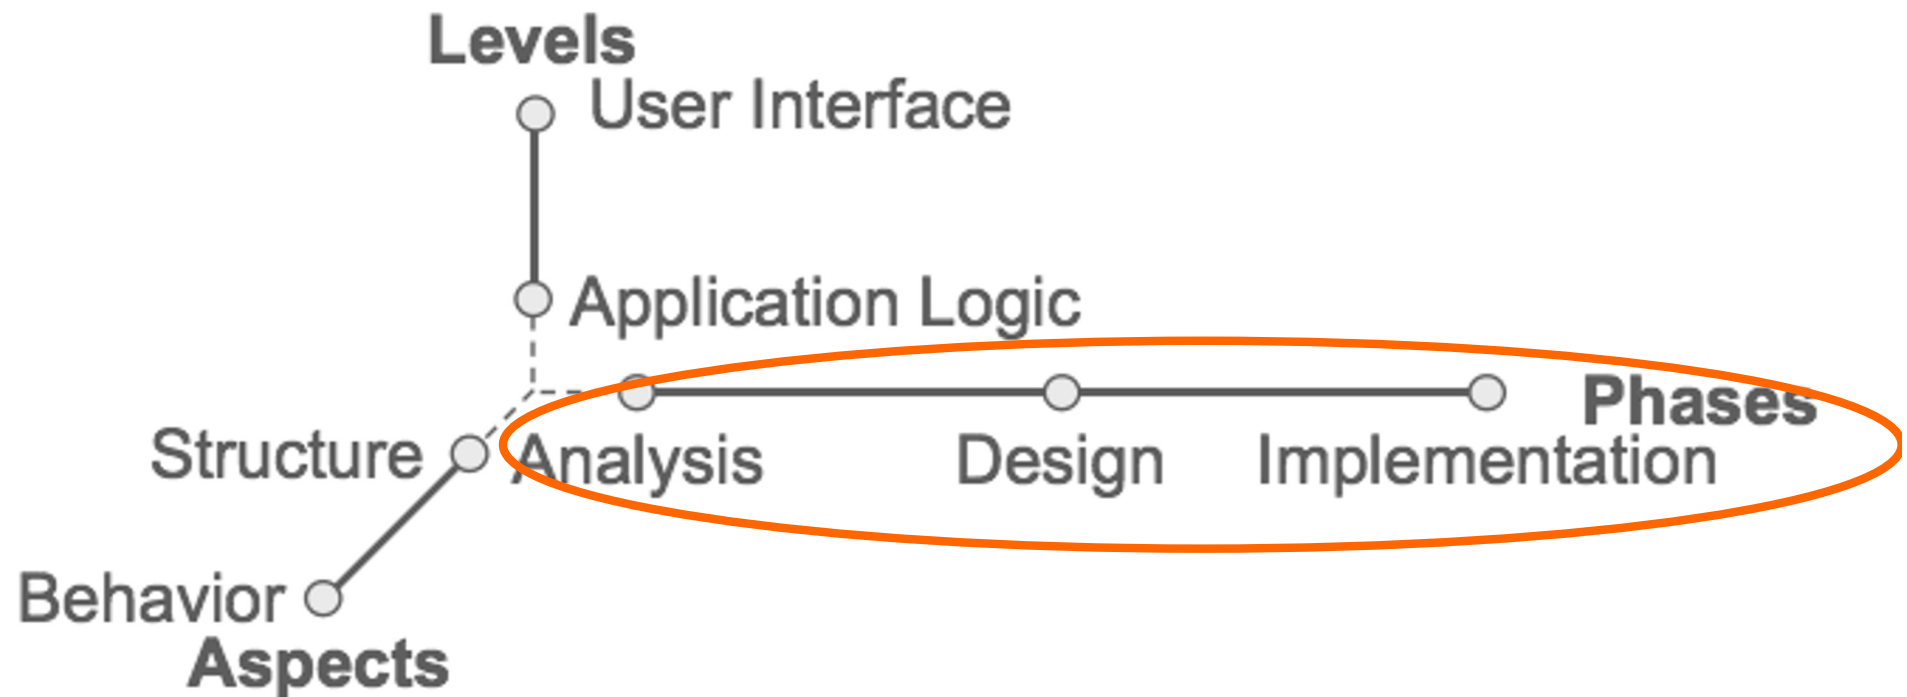 Levels
User Interface
Application Logic
Phases
Structure
Analysis
Design
Implementation
Behavior
Aspects